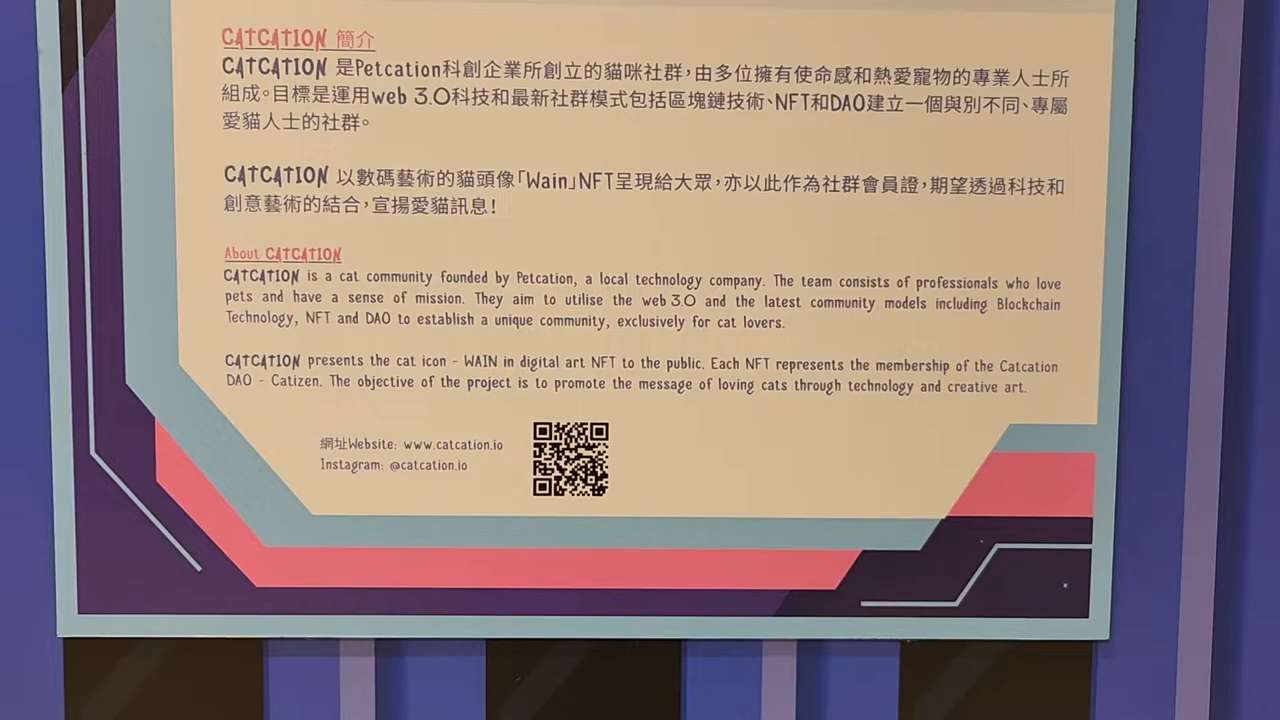 CATCATION 簡介
CATCATION 是Petcation科創企業所創立的貓咪社群，由多位擁有使命感和熱愛寵物的專業人士所
組成。目標是運用web 3.0科技和最新社群模式包括區塊鏈技術、NFT和DAO建立一個與別不同、專屬
愛貓人士的社群。
CATCATION 以數碼藝術的貓頭像「Wain」NFT呈現給大眾，亦以此作為社群會員證，期望透過科技和
創意藝術的結合，宣揚愛貓訊息！
About CATCATION
CATCATION is a cat community founded by Petcation, a local technology company. The team consists of professionals who love
pets and have a sense of mission. They aim to utilise the web 3.0 and the latest community models including Blockchain
Technology, NFT and DAO to establish a unique community, exclusively for cat lovers.
CATCATION presents the cat icon - WAIN in digital art NFT to the public. Each NFT represents the membership of the Catcation
DAO - Catizen. The objective of the project is to promote the message of loving cats through technology and creative art.
網址Website: www.catcation.io
Instagram: @catcation.io